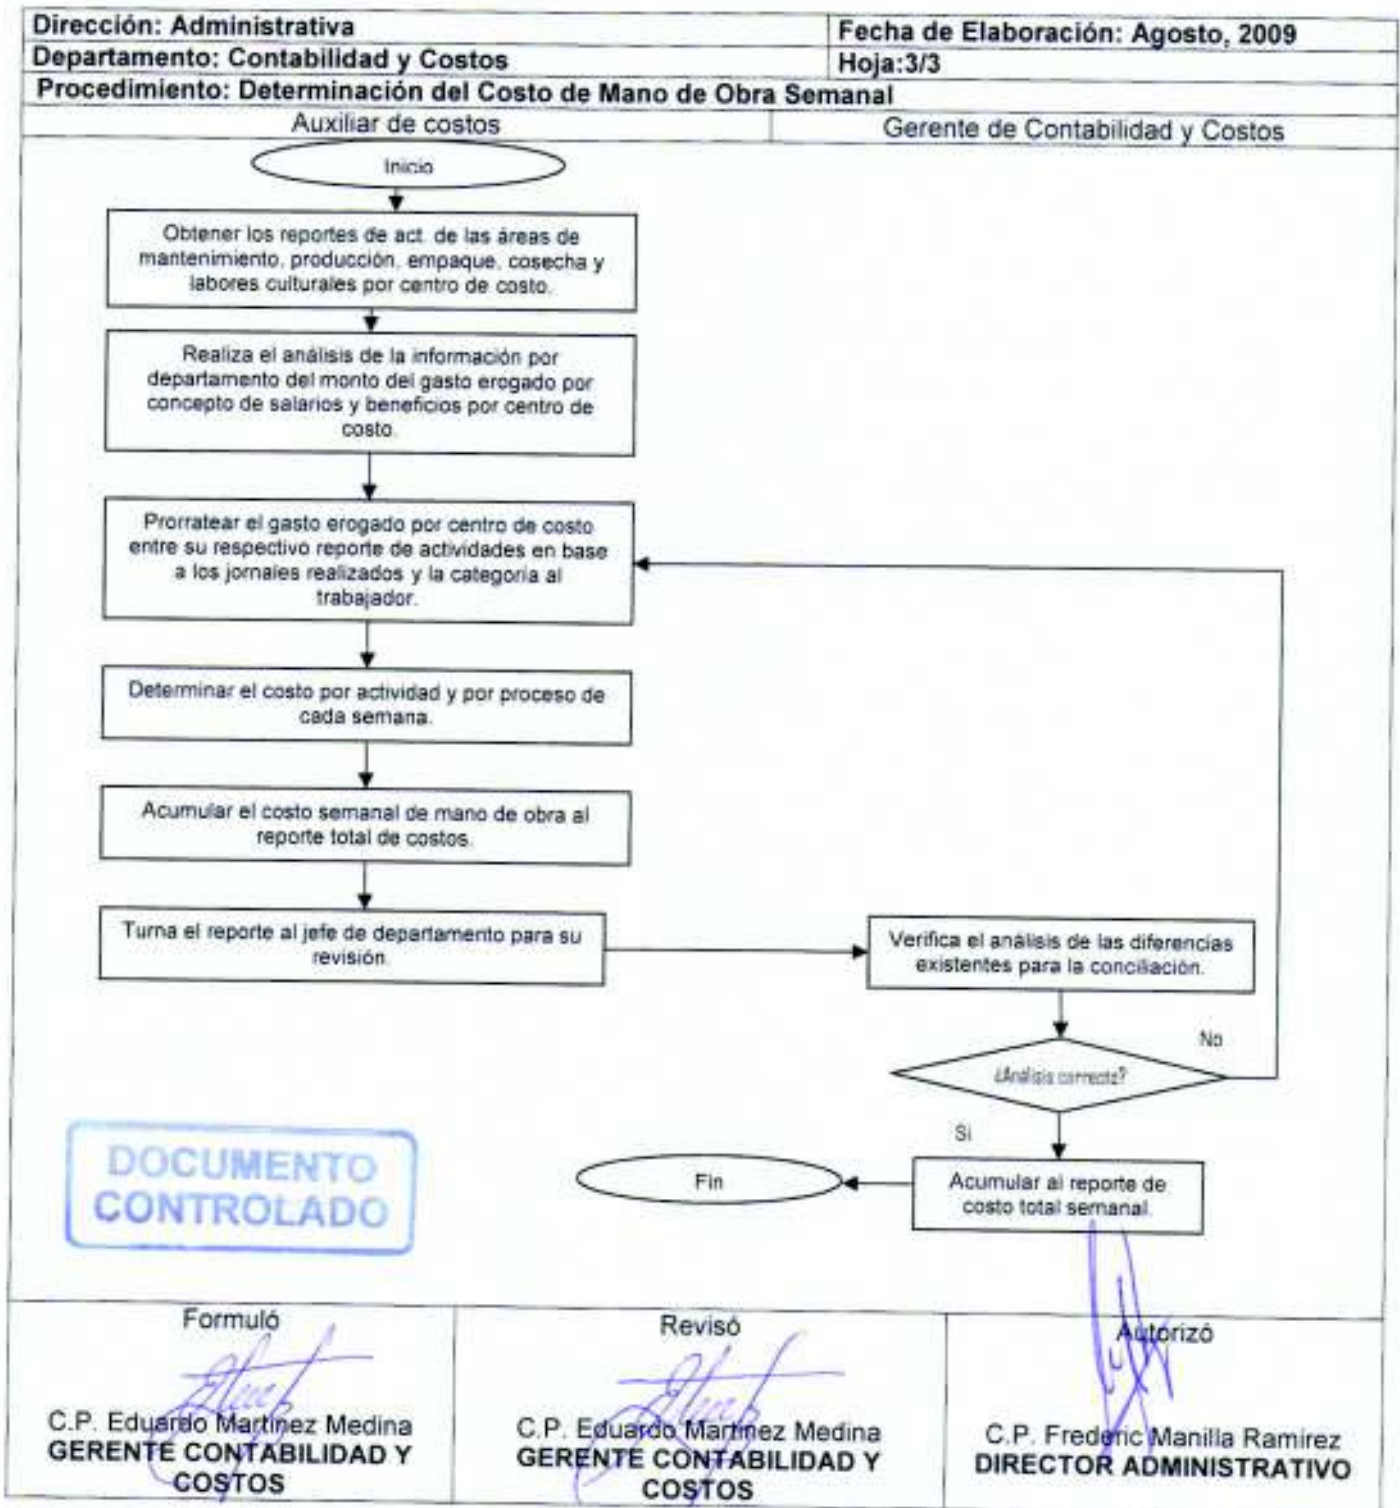 Dirección: Administrativa
Fecha de Elaboración: Agosto, 2009
Departamento: Contabilidad y Costos
Hoja:3/3
Procedimiento: Determinación del Costo de Mano de Obra Semanal
Auxiliar de costos
Gerente de Contabilidad y Costos
Inicio
Obtener los reportes de act. de las áreas de
mantenimiento, producción, empaque, cosecha y
labores culturales por centro de costo.
Realiza el análisis de la información por
departamento del monto del gasto erogado por
concepto de salarios y beneficios por centro de
costo.
Prorratear el gasto erogado por centro de costo
entre su respectivo reporte de actividades en base
a los jornales realizados y la categoría al
trabajador.
Determinar el costo por actividad y por proceso de
cada semana.
Acumular el costo semanal de mano de obra al
reporte total de costos.
Turna el reporte al jefe de departamento para su
revisión.
Verifica el análisis de las diferencias
existentes para la conciliación.
No
¿Análisis correcto?
Si
Acumular al reporte de
costo total semanal.
Fin
DOCUMENTO
CONTROLADO
Formuló
C.P. Eduardo Martinez Medina
GERENTE CONTABILIDAD Y
COSTOS
Revisó
C.P. Eduardo Martinez Medina
GERENTE CONTABILIDAD Y
COSTOS
Autorizó
C.P. Frederic Manilla Ramirez
DIRECTOR ADMINISTRATIVO